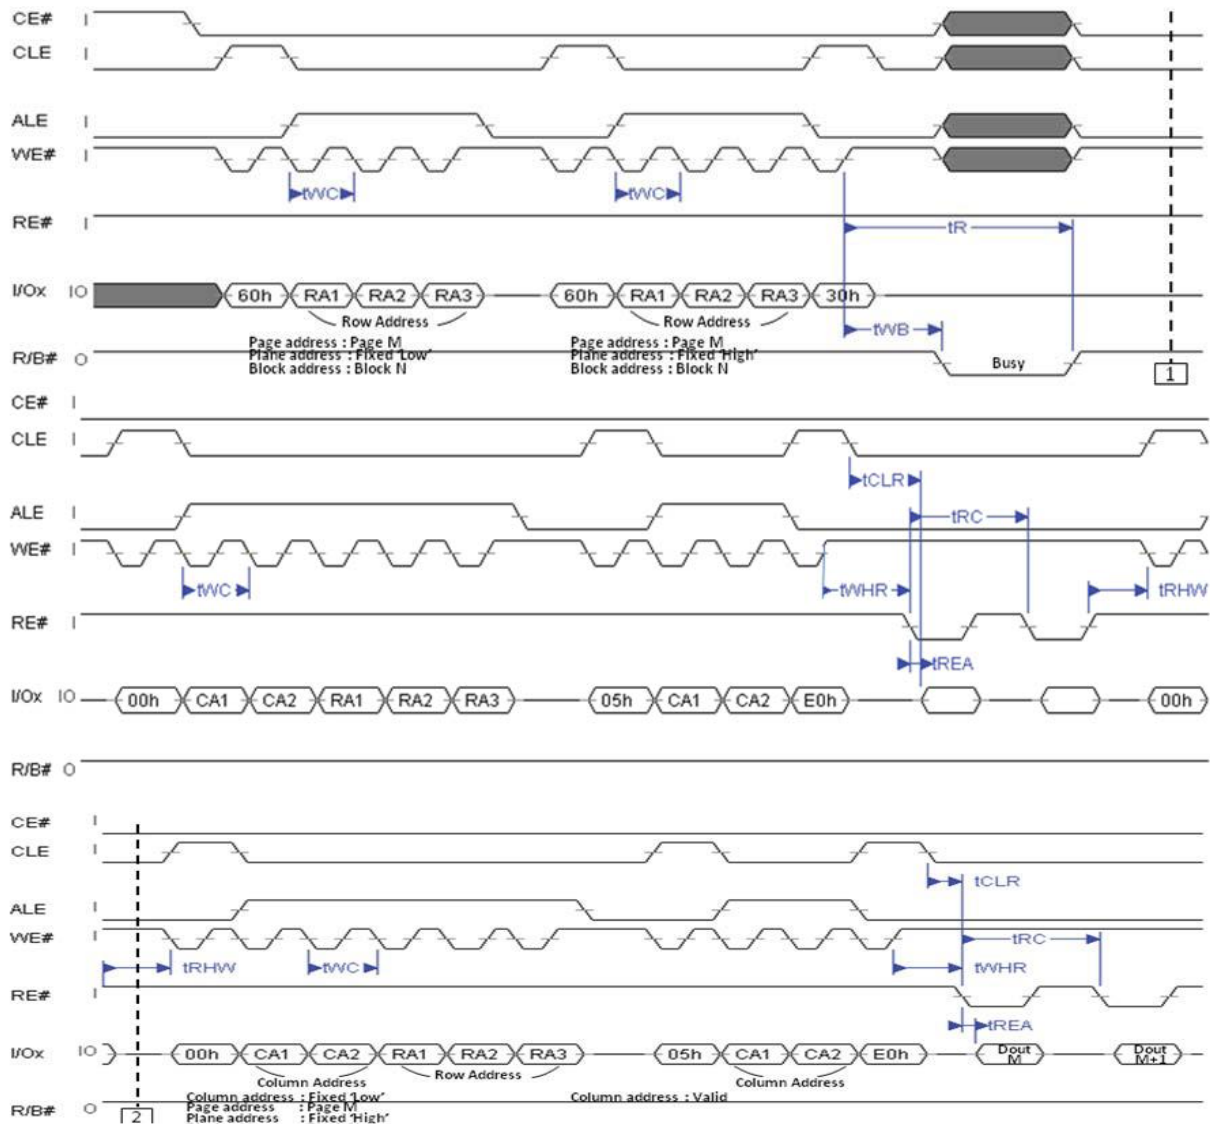 CE# I
CLE I
ALE I
WE# I
tWC tWC
RE# I
tR
I/Ox IO 60h RA1 RA2 RA3 60h RA1 RA2 RA3 30h
Row Address Row Address
tWB
Page address : Page M
Plane address : Fixed 'Low'
Block address : Block N
Page address : Page M
Plane address : Fixed 'High'
Block address : Block N
R/B# O Busy
1
CE# I
CLE I
tCLR
ALE I
tRC
WE# I
tWC tWHR tRHW
RE# I
tREA
I/Ox IO 00h CA1 CA2 RA1 RA2 RA3 05h CA1 CA2 E0h 00h
R/B# O
CE# I
CLE I
tCLR
ALE I
WE# I
tRC
tRHW tWC tWHR
RE# I
tREA
I/Ox IO 00h CA1 CA2 RA1 RA2 RA3 05h CA1 CA2 E0h Dout M Dout M+1
Column Address Row Address Column Address
Column address : Fixed 'Low'
Page address : Page M
Plane address : Fixed 'High'
Column address : Valid
R/B# O
2